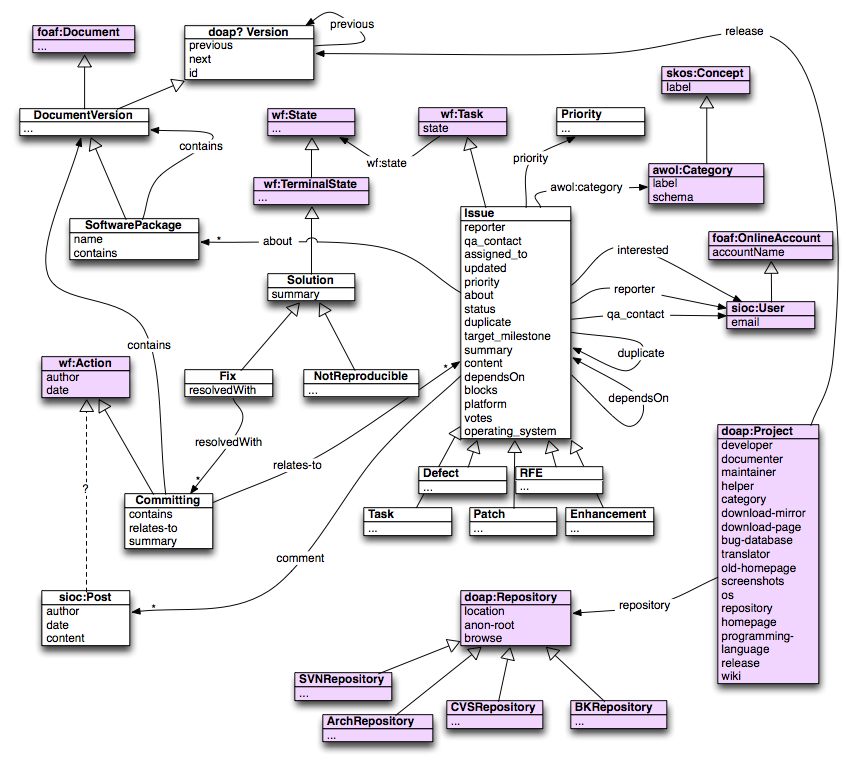 foaf:Document
...
doap? Version
previous
next
id
previous
release
skos:Concept
label
DocumentVersion
...
wf:State
...
wf:Task
state
Priority
...
contains
wf:state
priority
awol:category
awol:Category
label
schema
wf:TerminalState
...
SoftwarePackage
name
contains
* about
Issue
reporter
qa_contact
assigned_to
updated
priority
about
status
duplicate
target_milestone
summary
content
dependsOn
blocks
platform
votes
operating_system
foaf:OnlineAccount
accountName
interested
reporter
qa_contact
sioc:User
email
duplicate
dependsOn
Solution
summary
contains
wf:Action
author
date
Fix
resolvedWith
NotReproducible
...
*
resolvedWith
*
relates-to
?
Committing
contains
relates-to
summary
Defect
...
RFE
...
Task
...
Patch
...
Enhancement
...
comment
sioc:Post
author
date
content
*
doap:Project
developer
documenter
maintainer
helper
category
download-mirror
download-page
bug-database
translator
old-homepage
screenshots
os
repository
homepage
programming-
language
release
wiki
doap:Repository
location
anon-root
browse
repository
SVNRepository
...
ArchRepository
...
CVSRepository
...
BKRepository
...